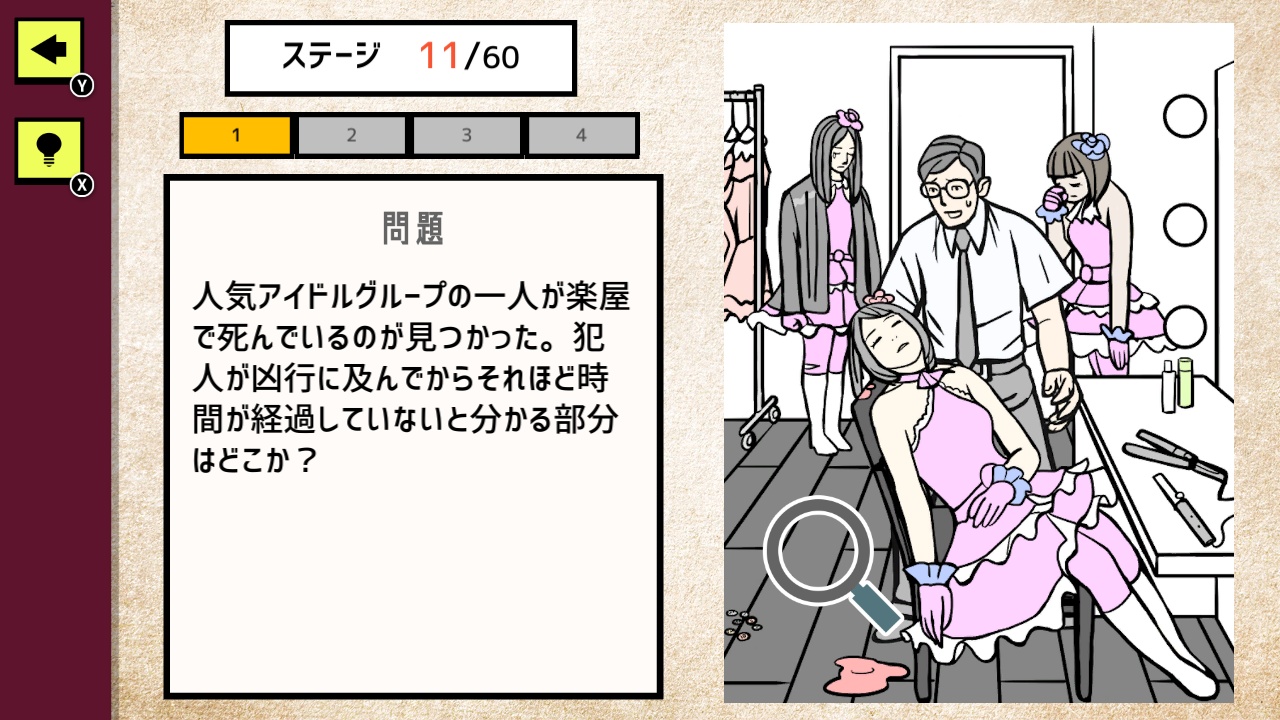 ステージ 11/60
1 2 3 4
問題
人気アイドルグループの一人が楽屋
で死んでいるのが見つかった。犯
人が凶行に及んでからそれほど時
間が経過していないと分かる部分
はどこか？
Y
X